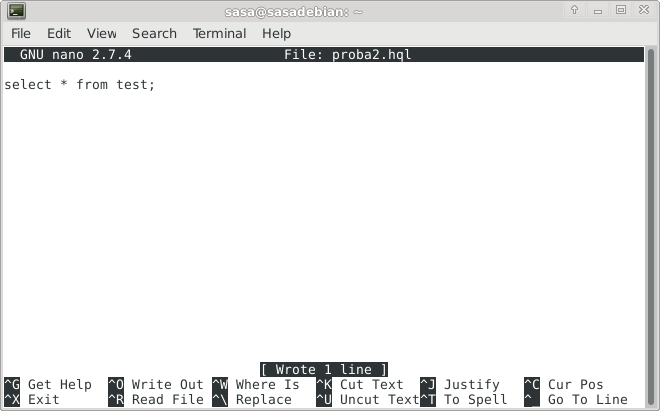 sasa@sasadebian: ~
File Edit View Search Terminal Help
GNU nano 2.7.4 File: proba2.hql
select * from test;
[ Wrote 1 line ]
^G Get Help ^O Write Out ^W Where Is ^K Cut Text ^J Justify ^C Cur Pos
^X Exit ^R Read File ^\ Replace ^U Uncut Text^T To Spell ^ Go To Line